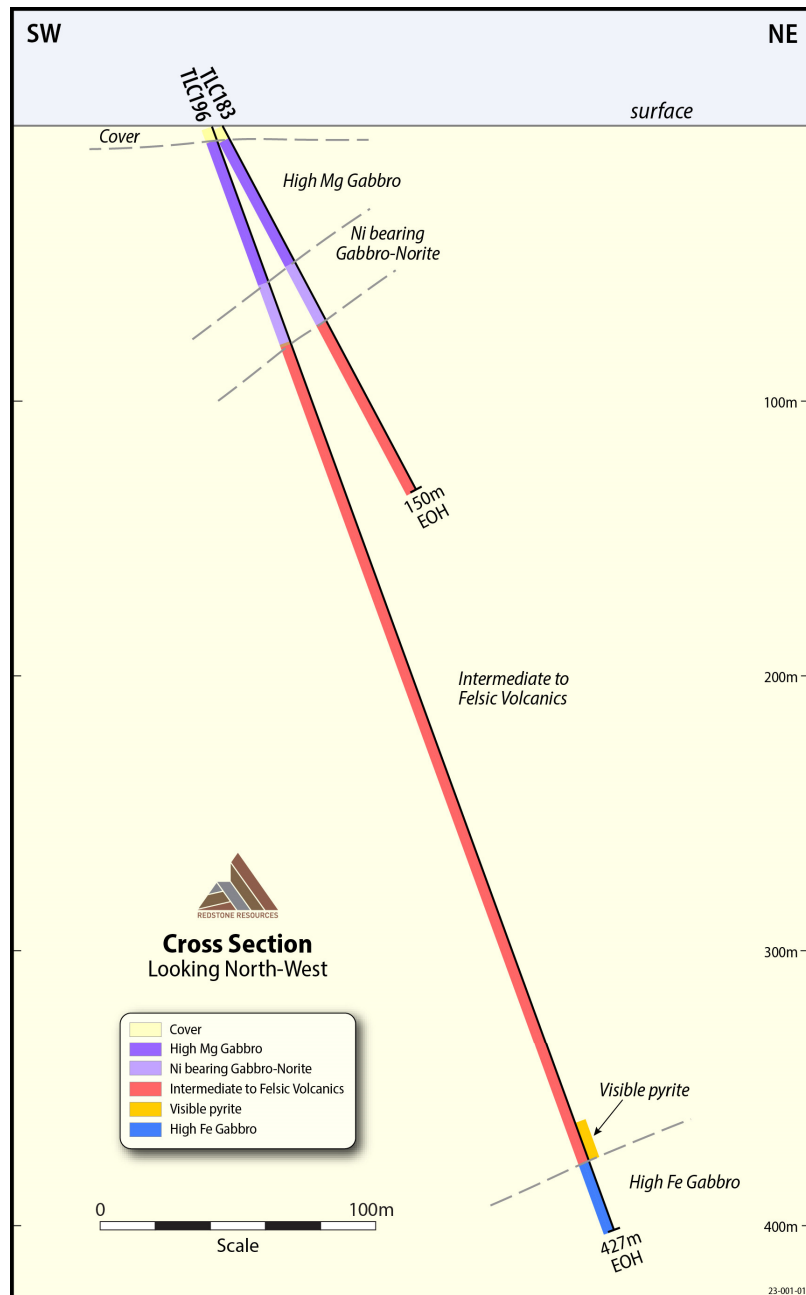 SW
NE
TLC196
TLC183
surface
Cover
High Mg Gabbro
Ni bearing
Gabbro-Norite
100m
150m
EOH
200m
Intermediate to
Felsic Volcanics
300m
REDSTONE RESOURCES
Cross Section
Looking North-West
Cover
High Mg Gabbro
Ni bearing Gabbro-Norite
Intermediate to Felsic Volcanics
Visible pyrite
High Fe Gabbro
Visible pyrite
High Fe Gabbro
0
100m
Scale
400m
427m
EOH
23-001-01